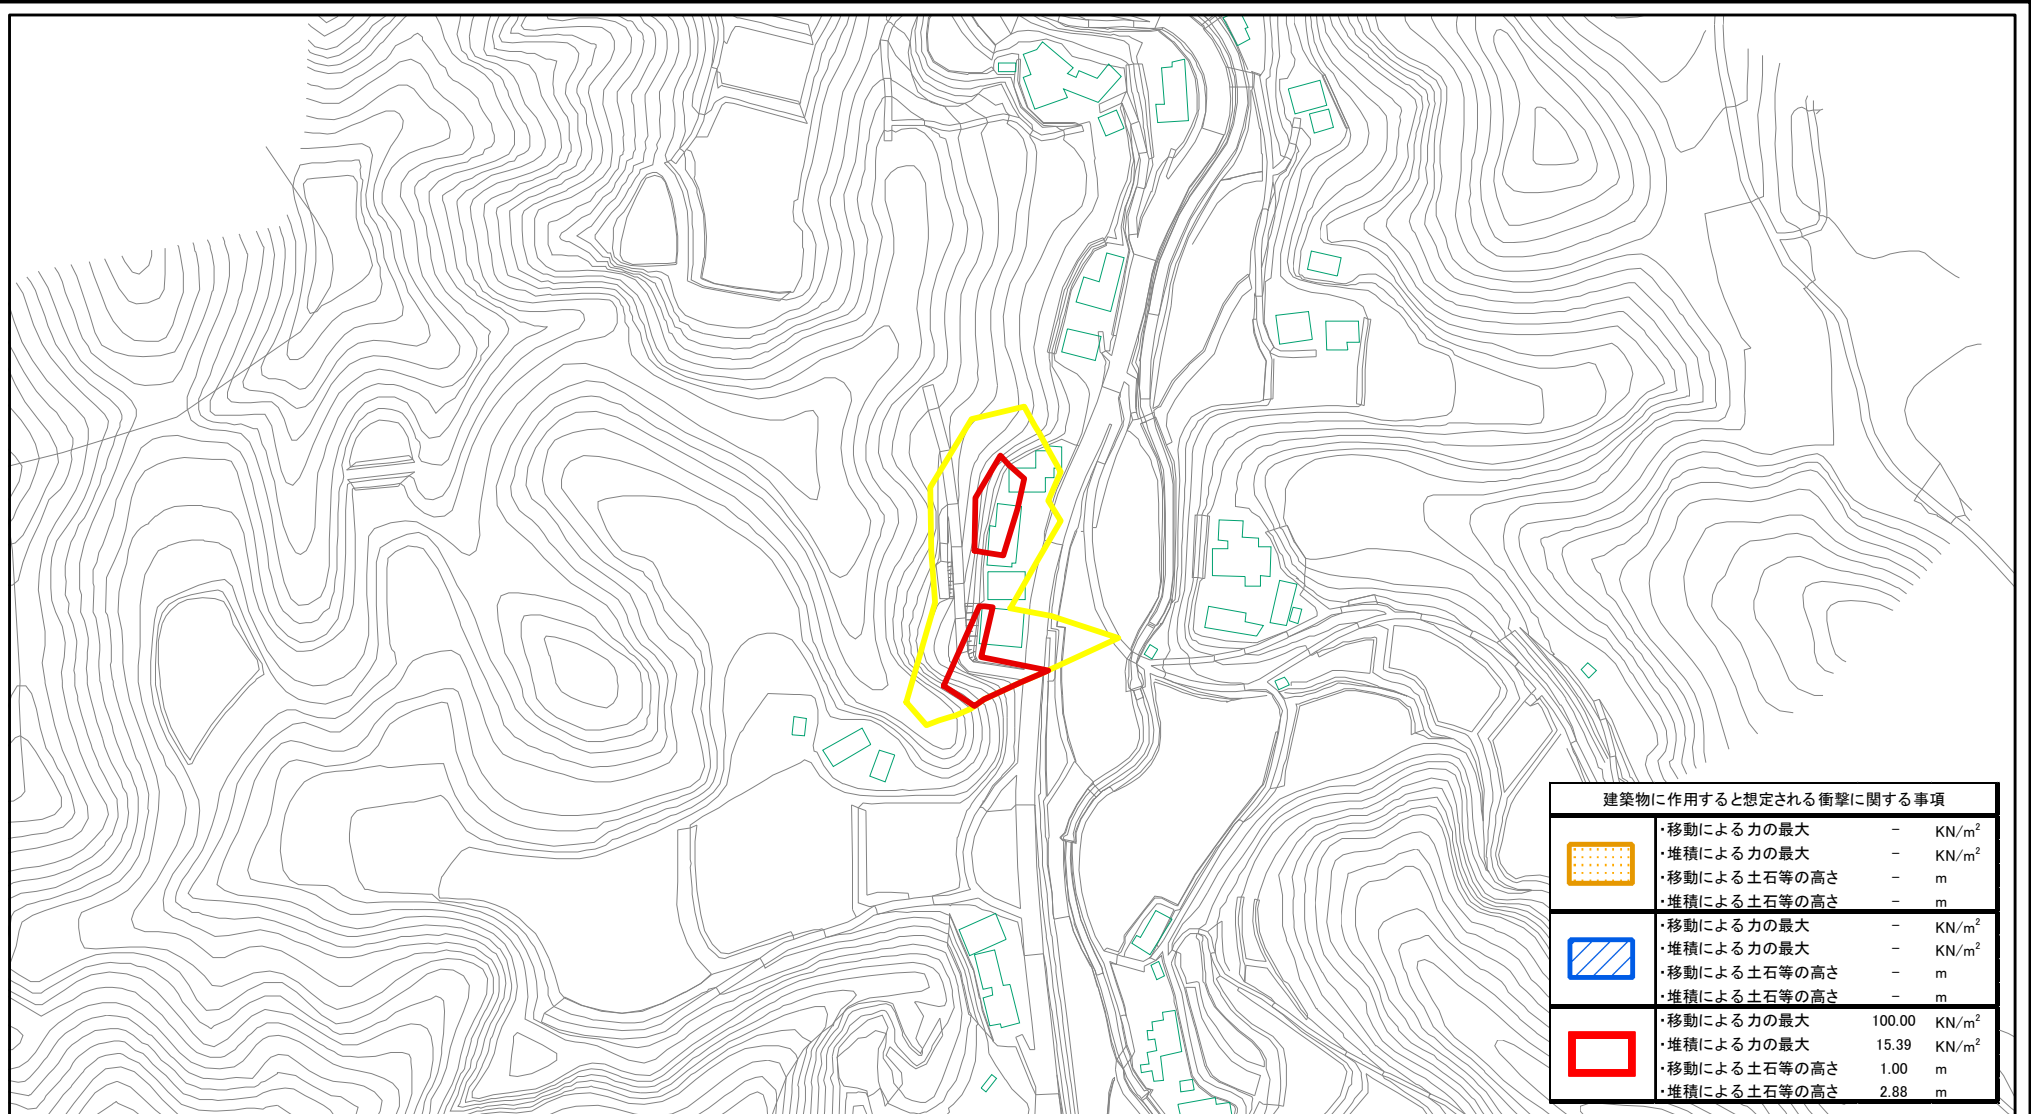 建築物に作用すると想定される衝撃に関する事項
・移動による力の最大 － KN/m²
・堆積による力の最大 － KN/m²
・移動による土石等の高さ － m
・堆積による土石等の高さ － m
・移動による力の最大 － KN/m²
・堆積による力の最大 － KN/m²
・移動による土石等の高さ － m
・堆積による土石等の高さ － m
・移動による力の最大 100.00 KN/m²
・堆積による力の最大 15.39 KN/m²
・移動による土石等の高さ 1.00 m
・堆積による土石等の高さ 2.88 m